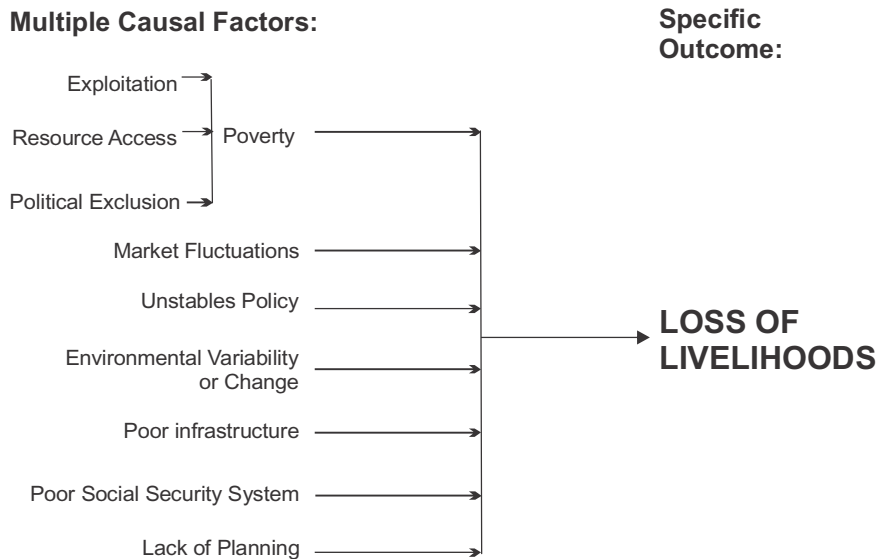 Multiple Causal Factors:
Specific
Outcome:
Exploitation
Resource Access
Poverty
Political Exclusion
Market Fluctuations
Unstables Policy
Environmental Variability
or Change
Poor infrastructure
Poor Social Security System
Lack of Planning
LOSS OF
LIVELIHOODS